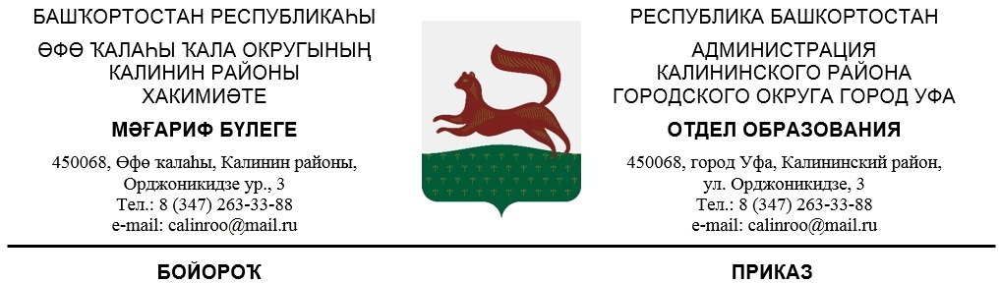 БАШҠОРТОСТАН РЕСПУБЛИКАҺЫ
ӨФӨ ҠАЛАҺЫ ҠАЛА ОКРУГЫНЫҢ
КАЛИНИН РАЙОНЫ
ХАКИМИӘТЕ
МӘҒАРИФ БҮЛЕГЕ
450068, Өфө ҡалаһы, Калинин районы,
Орджоникидзе ур., 3
Тел.: 8 (347) 263-33-88
e-mail: calinroo@mail.ru
БОЙОРОҠ
РЕСПУБЛИКА БАШКОРТОСТАН
АДМИНИСТРАЦИЯ
КАЛИНИНСКОГО РАЙОНА
ГОРОДСКОГО ОКРУГА ГОРОД УФА
ОТДЕЛ ОБРАЗОВАНИЯ
450068, город Уфа, Калининский район,
ул. Орджоникидзе, 3
Тел.: 8 (347) 263-33-88
e-mail: calinroo@mail.ru
ПРИКАЗ